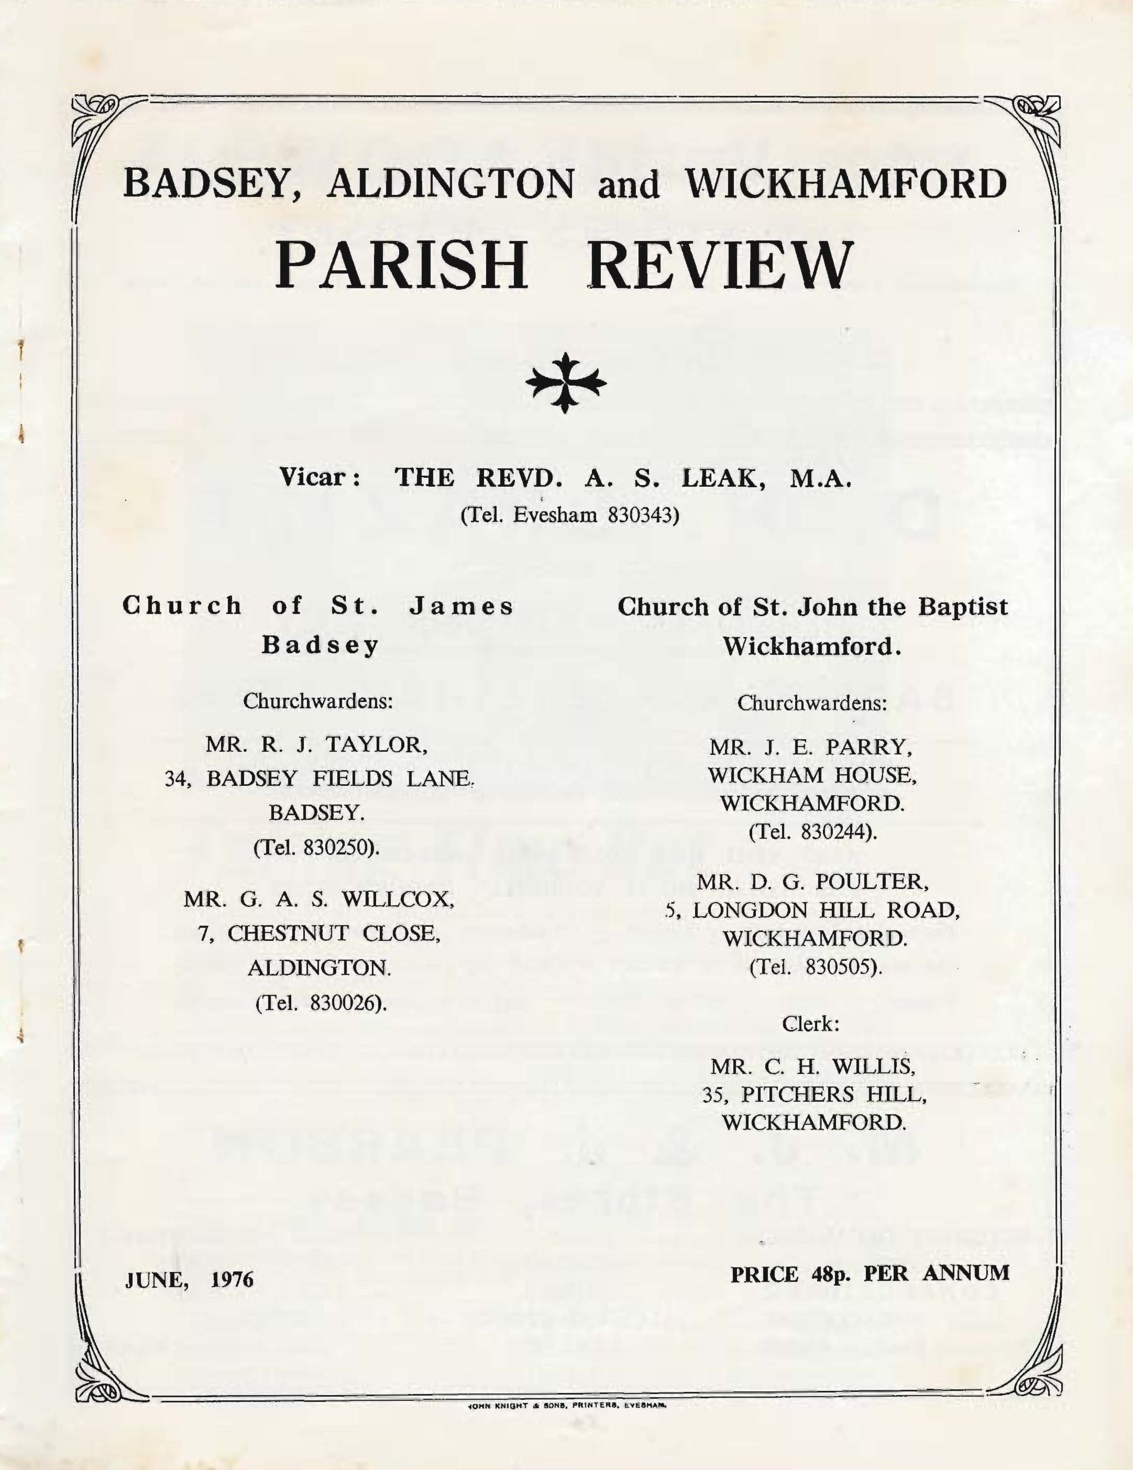 BADSEY, ALDINGTON and WICKHAMFORD
PARISH REVIEW
Vicar: THE REVD. A. S. LEAK, M.A.
(Tel. Evesham 830343)
Church of St. James
Badsey
Churchwardens:
MR. R. J. TAYLOR,
34, BADSEY FIELDS LANE.
BADSEY.
(Tel. 830250).
MR. G. A. S. WILLCOX,
7, CHESTNUT CLOSE,
ALDINGTON.
(Tel. 830026).
Church of St. John the Baptist
Wickhamford.
Churchwardens:
MR. J. E. PARRY,
WICKHAM HOUSE,
WICKHAMFORD.
(Tel. 830244).
MR. D. G. POULTER,
5, LONGDON HILL ROAD,
WICKHAMFORD.
(Tel. 830505).
Clerk:
MR. C. H. WILLIS,
35, PITCHERS HILL,
WICKHAMFORD.
JUNE, 1976
PRICE 48p. PER ANNUM
JOHN KNIGHT & SONS, PRINTERS, EVESHAM.